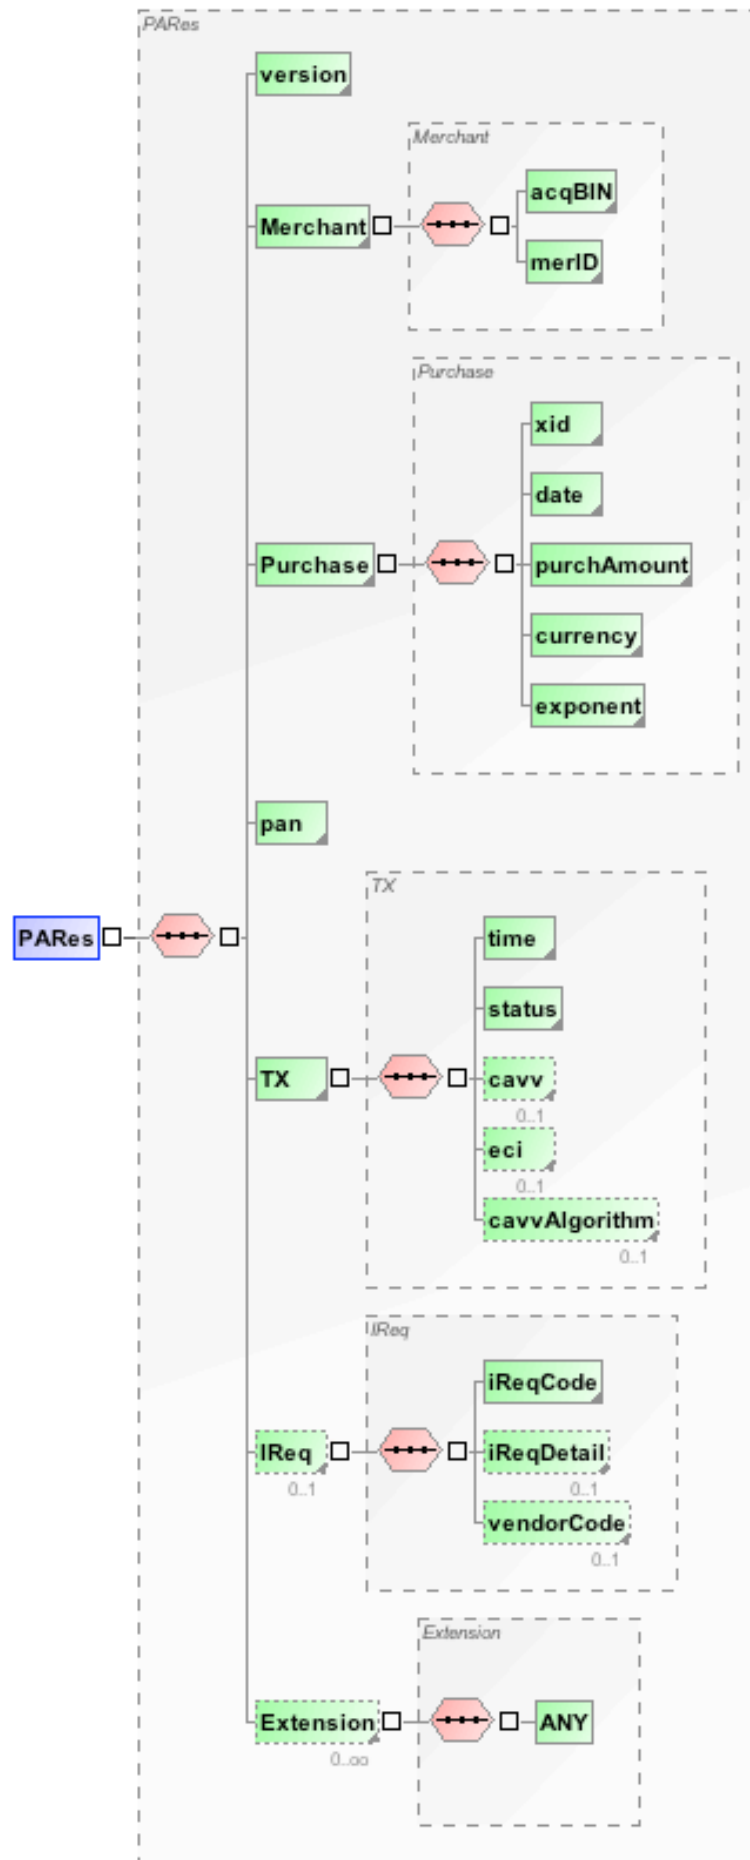 PARes
version
Merchant
Merchant
acqBIN
merID
Purchase
xid
date
Purchase
purchAmount
currency
exponent
pan
TX
PARes
time
status
TX
cavv
0..1
eci
0..1
cavvAlgorithm
0..1
IReq
iReqCode
IReq
iReqDetail
0..1
0..1
vendorCode
0..1
Extension
Extension
ANY
0..∞